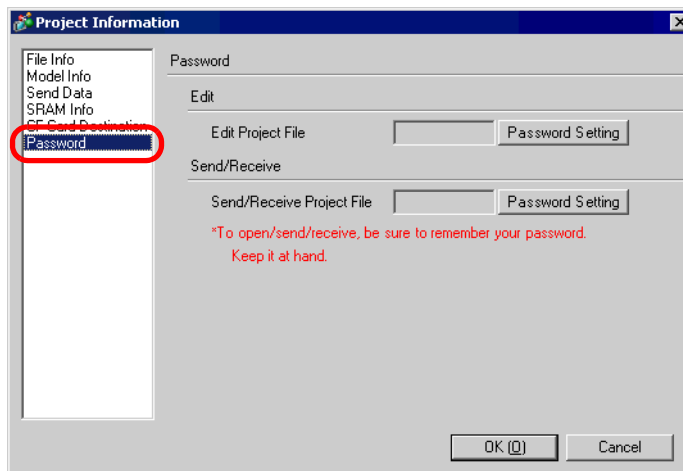 Project Information
File Info
Model Info
Send Data
SRAM Info
CF Card Destination
Password
Password
Edit
Edit Project File
Password Setting
Send/Receive
Send/Receive Project File
Password Setting
*To open/send/receive, be sure to remember your password.
Keep it at hand.
OK (O)
Cancel